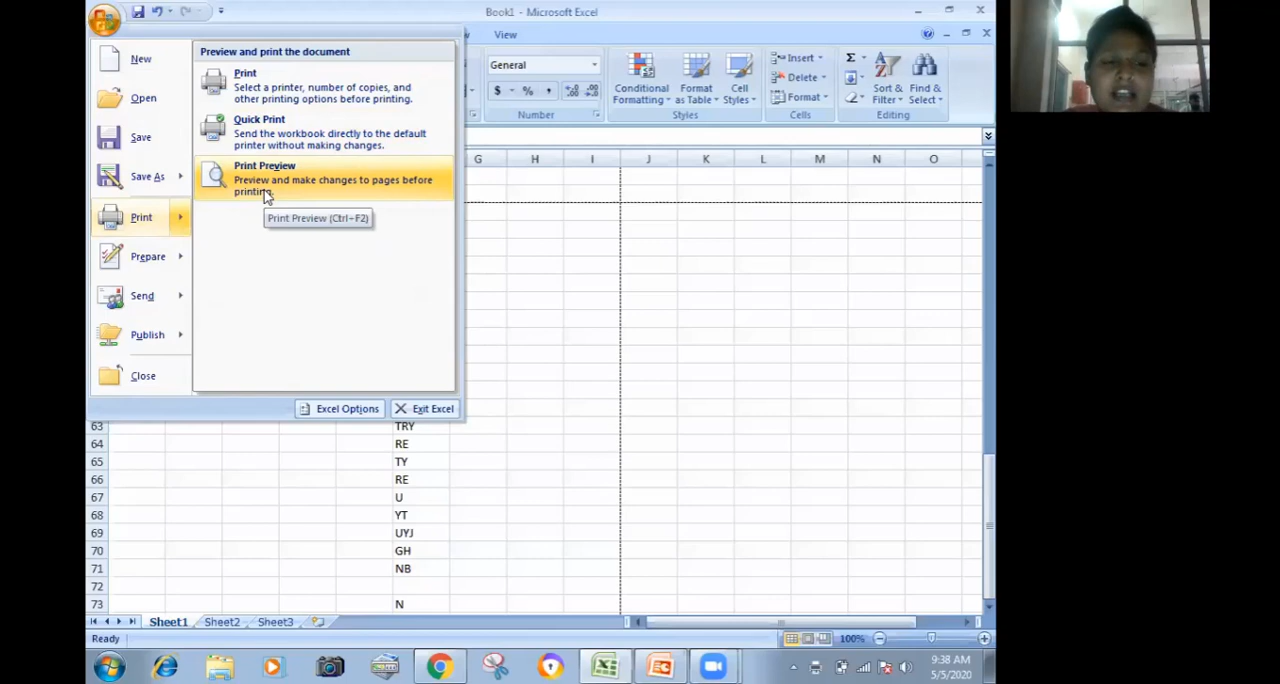 Book1 - Microsoft Excel
View
New
Open
Save
Save As
Print
Prepare
Send
Publish
Close
Preview and print the document
Print
Select a printer, number of copies, and
other printing options before printing.
Quick Print
Send the workbook directly to the default
printer without making changes.
Print Preview
Preview and make changes to pages before
printing.
Print Preview (Ctrl+F2)
Excel Options
Exit Excel
General
$ % ,
Number
Conditional
Formatting
Format
as Table
Cell
Styles
Styles
Insert
Delete
Format
Cells
Σ
Sort &
Filter
Find &
Select
Editing
G H I J K L M N O
63 TRY
64 RE
65 TY
66 RE
67 U
68 YT
69 UYJ
70 GH
71 NB
72
73 N
Sheet1 Sheet2 Sheet3
Ready
100%
9:38 AM
5/5/2020